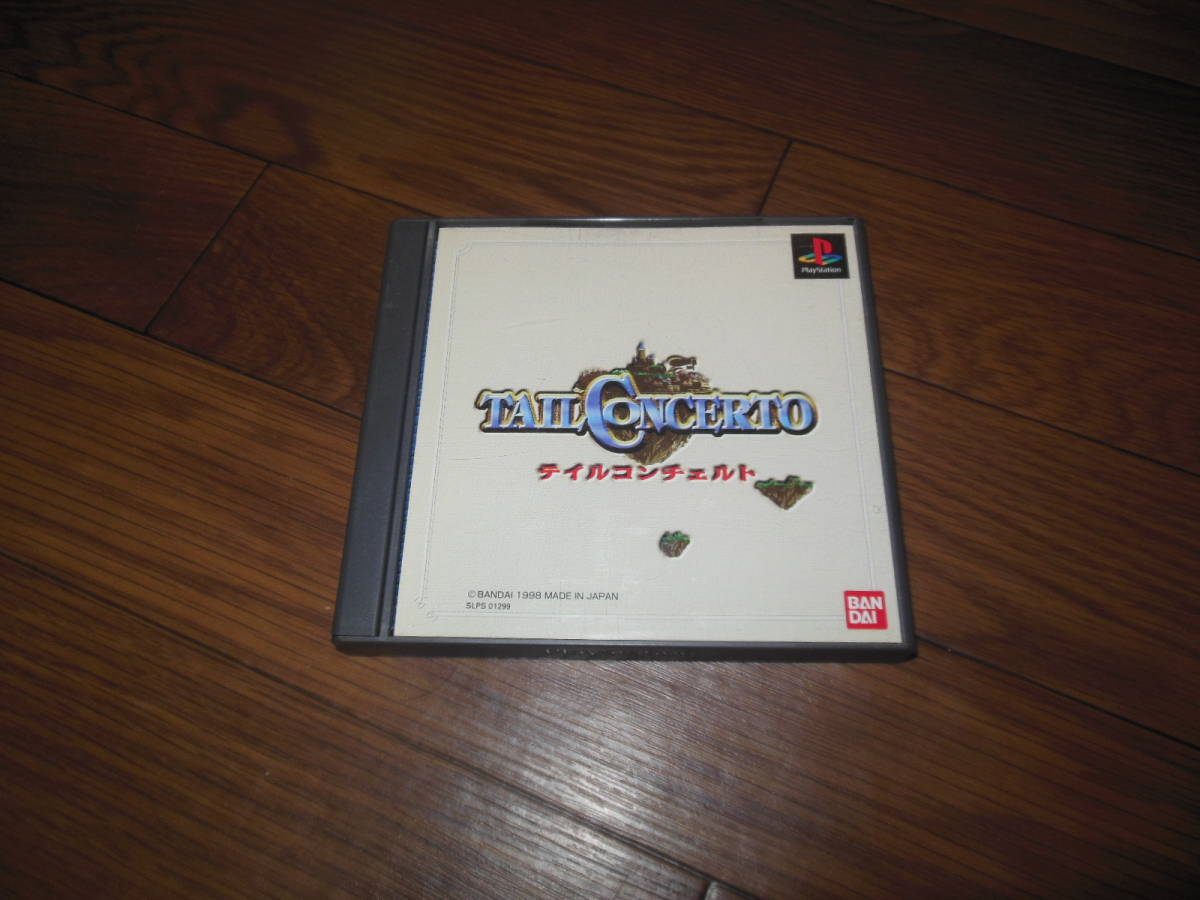 PlayStation
TAIL CONCERTO
テイルコンチェルト
©BANDAI 1998 MADE IN JAPAN
SLPS 01299
BAN
DAI